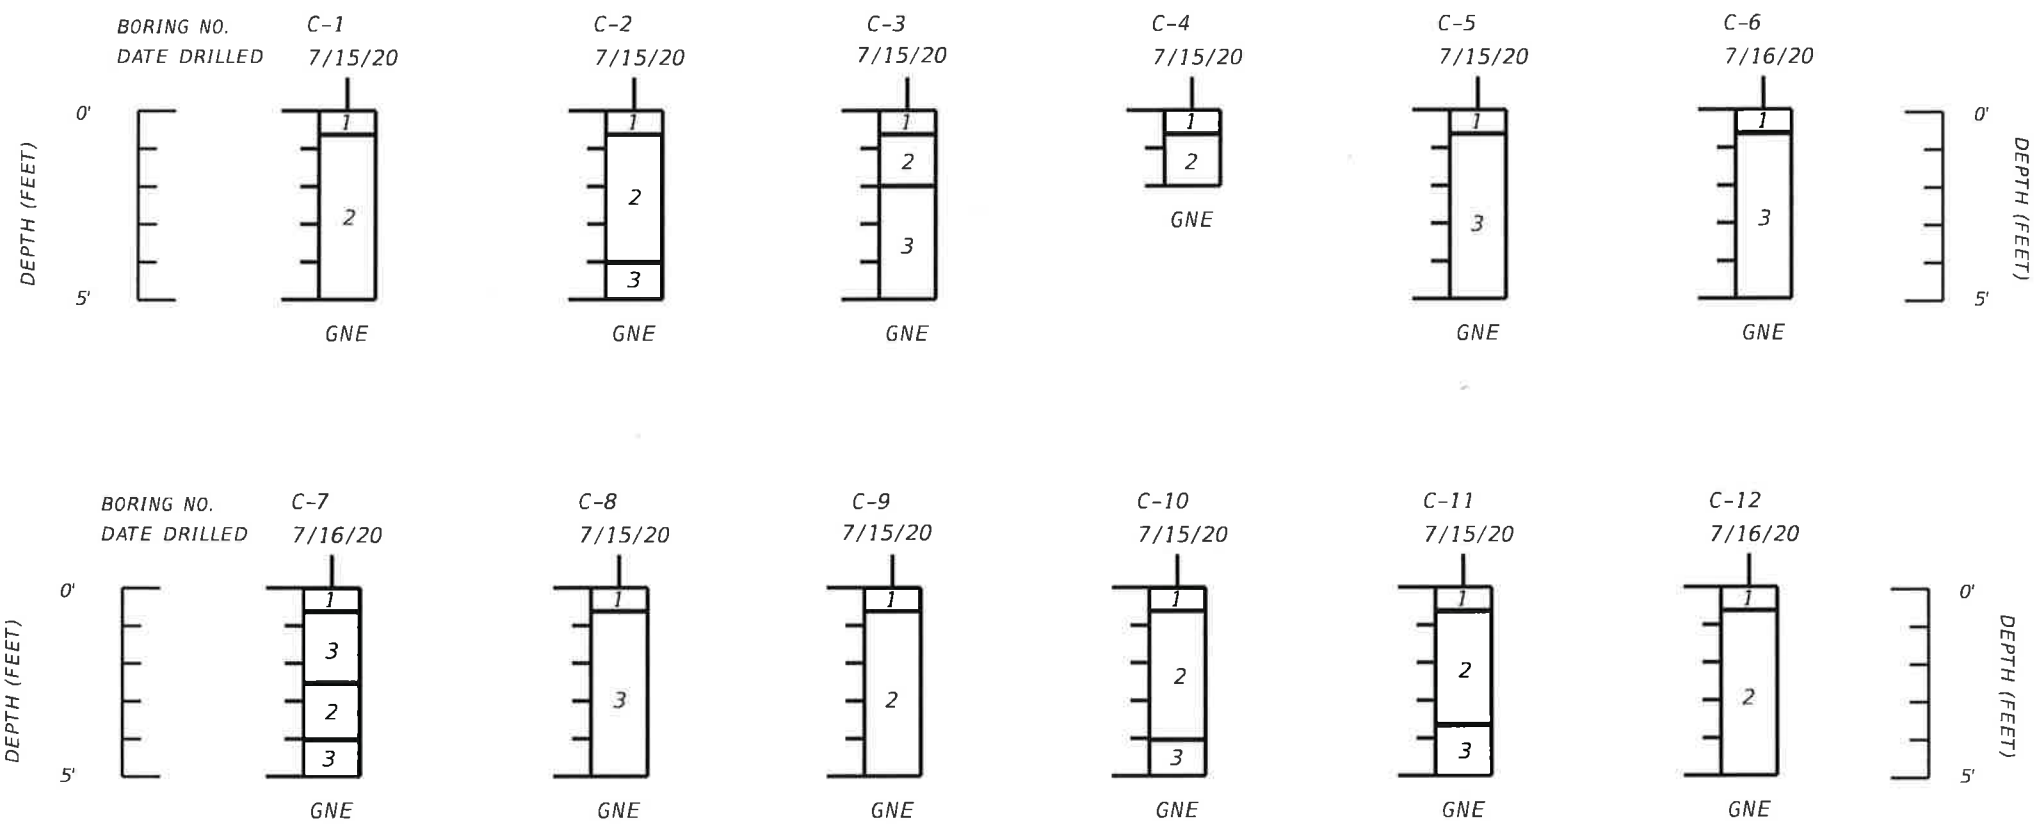 BORING NO. C-1 C-2 C-3 C-4 C-5 C-6
DATE DRILLED 7/15/20 7/15/20 7/15/20 7/15/20 7/15/20 7/16/20
0' 0'
1 1 1 1 1 1
DEPTH (FEET) 2 2 2 2 3 3 DEPTH (FEET)
3 3
5' 5'
GNE GNE GNE GNE GNE GNE
BORING NO. C-7 C-8 C-9 C-10 C-11 C-12
DATE DRILLED 7/16/20 7/15/20 7/15/20 7/15/20 7/15/20 7/16/20
0' 0'
1 1 1 1 1 1
DEPTH (FEET) 3 3 2 2 2 2 DEPTH (FEET)
2
3 3 3
5' 5'
GNE GNE GNE GNE GNE GNE